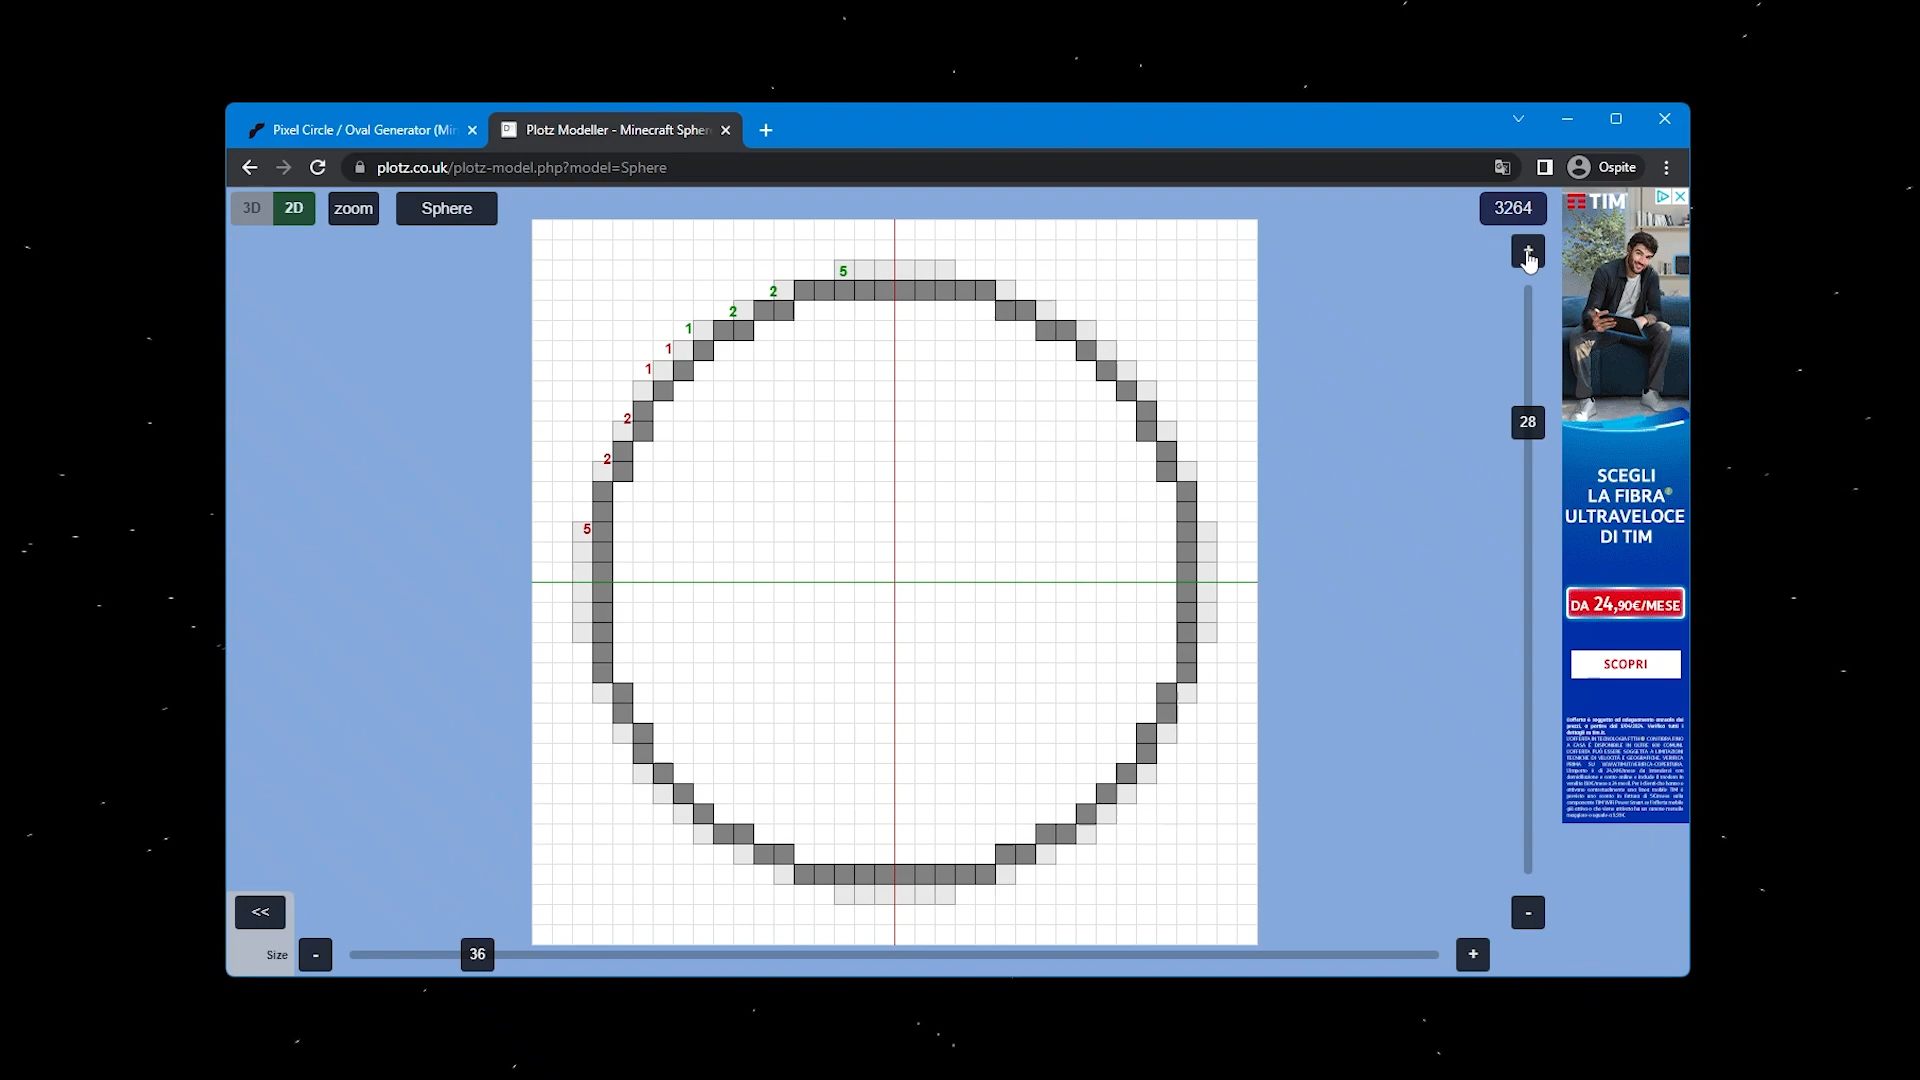 Pixel Circle / Oval Generator (Min
Plotz Modeller - Minecraft Spher
plotz.co.uk/plotz-model.php?model=Sphere
Ospite
3D
2D
zoom
Sphere
3264
+
28
-
5
2
2
1
1
1
2
2
5
TIM
SCEGLI
LA FIBRA
ULTRAVELOCE
DI TIM
DA 24,90€/MESE
SCOPRI
<<
Size
-
36
+